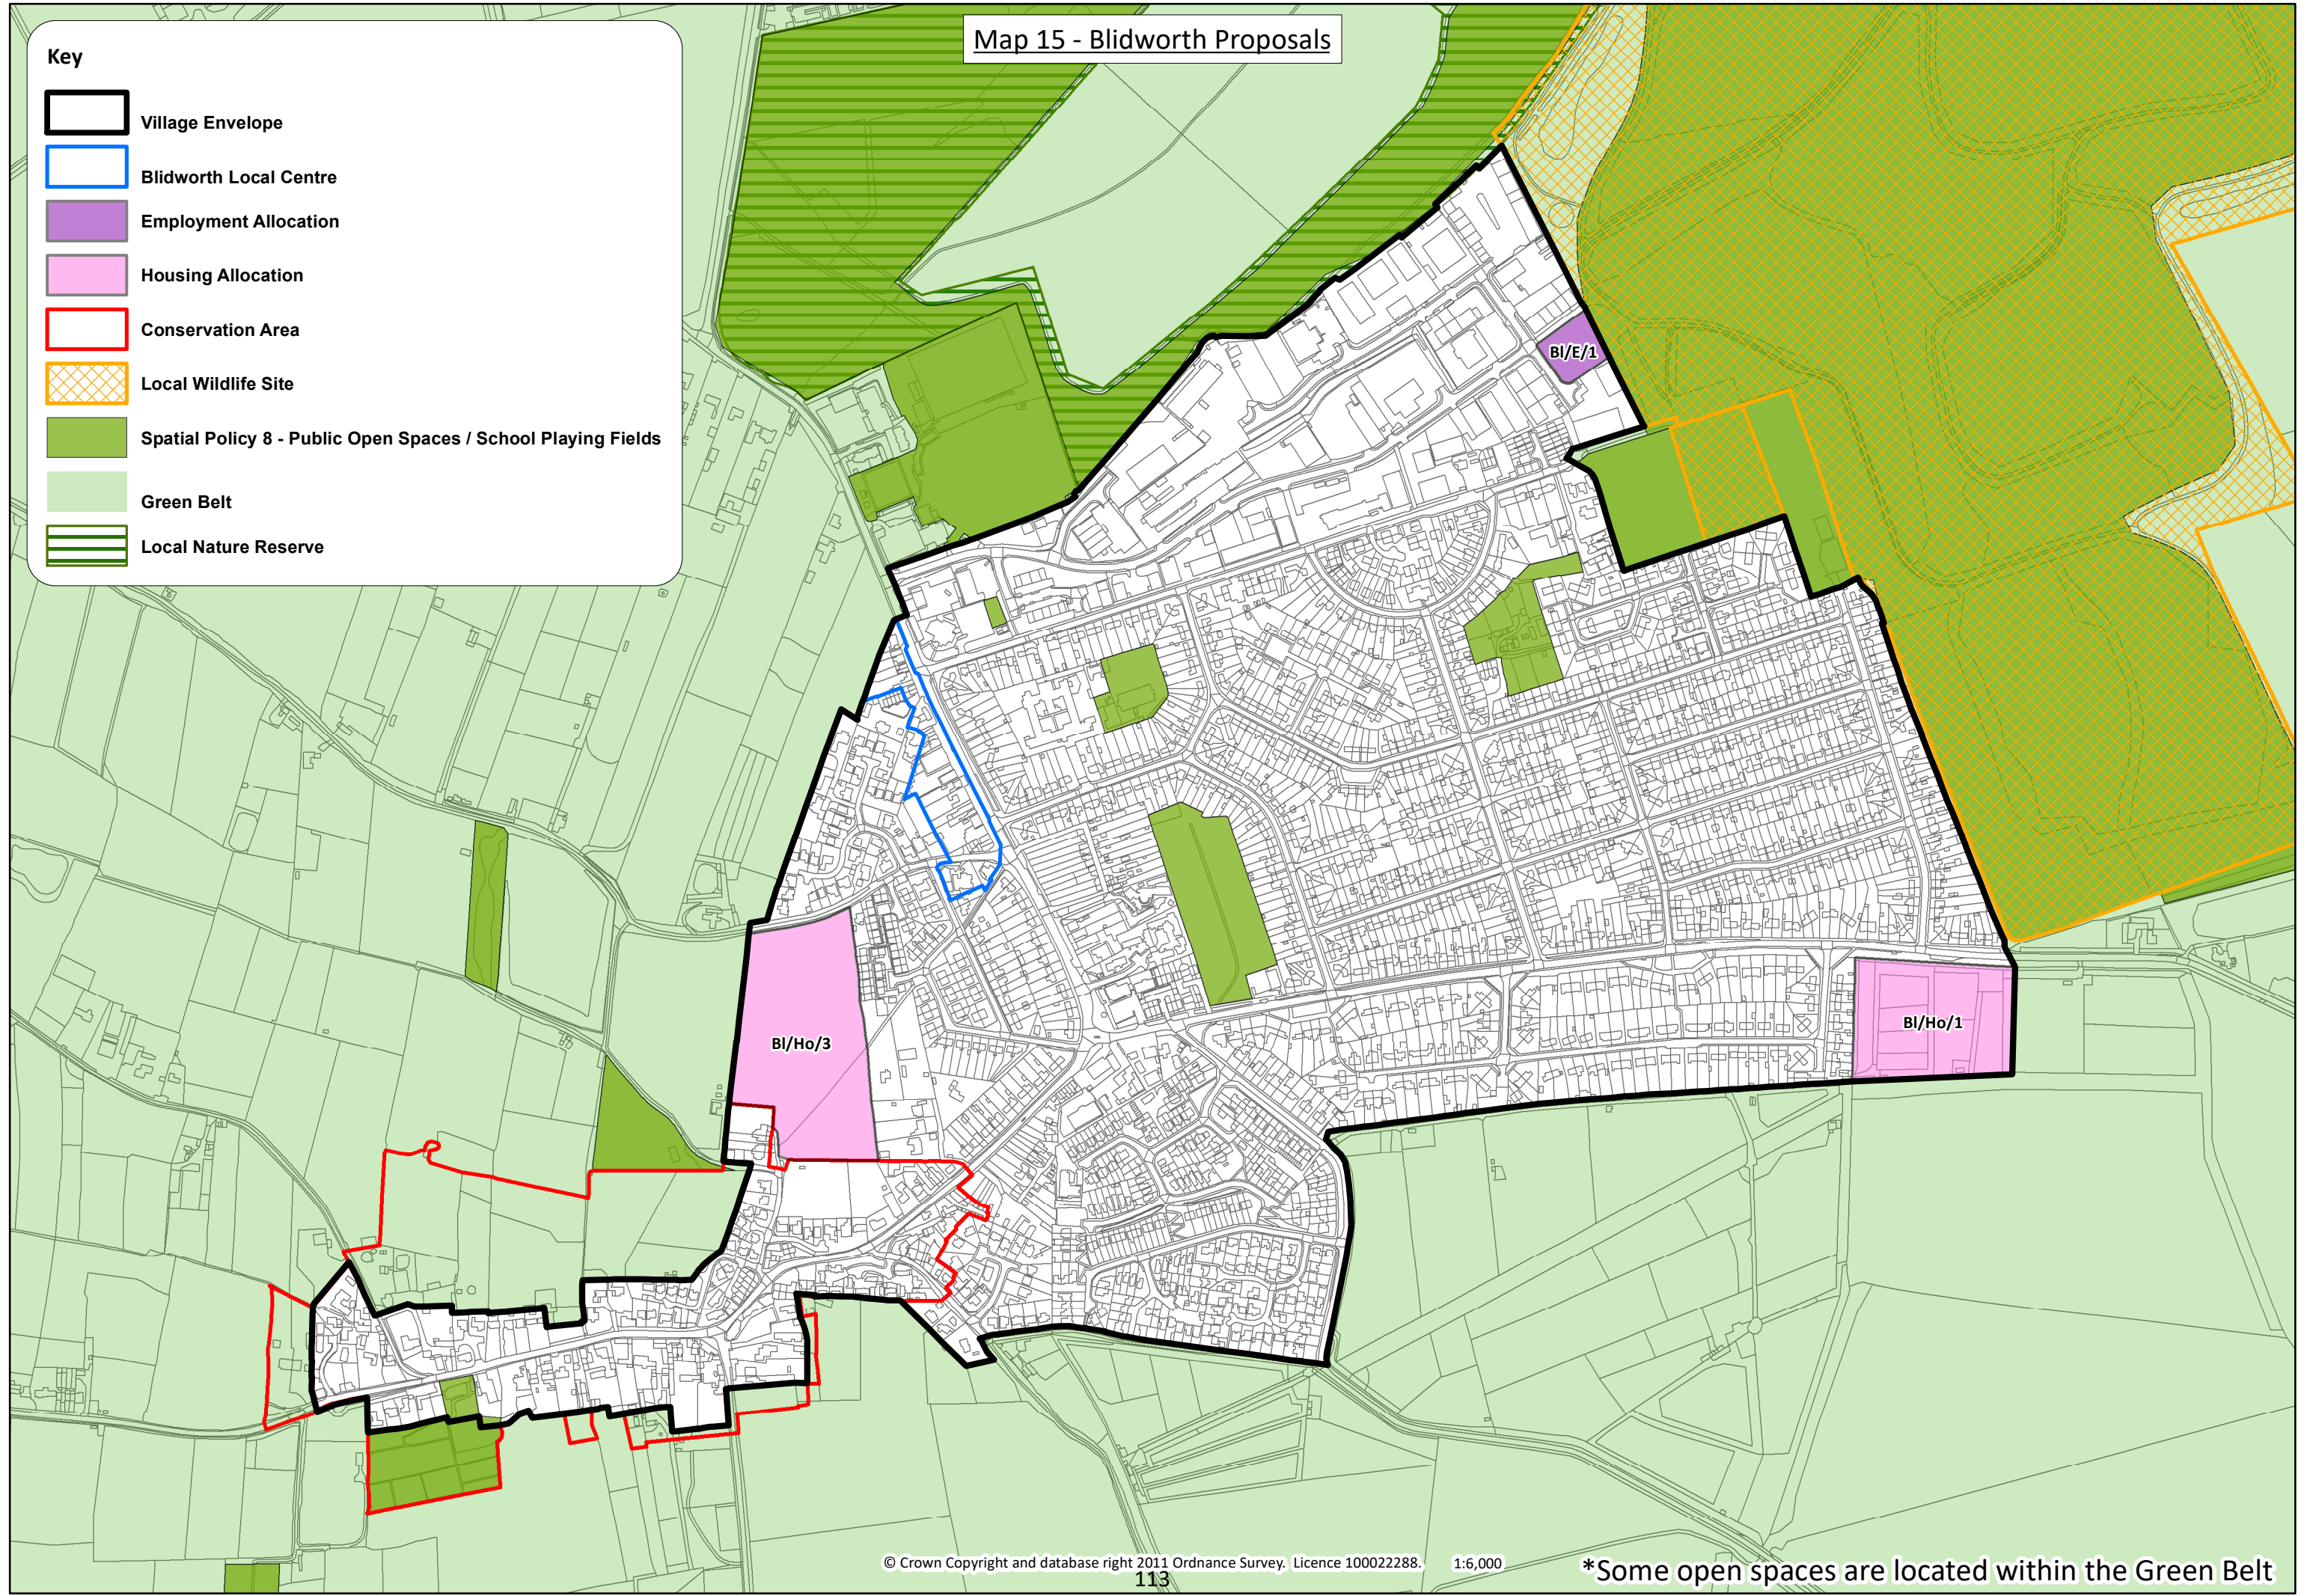 Map 15 - Blidworth Proposals
Key
Village Envelope
Blidworth Local Centre
Employment Allocation
Housing Allocation
Conservation Area
Local Wildlife Site
Spatial Policy 8 - Public Open Spaces / School Playing Fields
Green Belt
Local Nature Reserve
Bl/E/1
Bl/Ho/3
Bl/Ho/1
© Crown Copyright and database right 2011 Ordnance Survey. Licence 100022288. 1:6,000
113
*Some open spaces are located within the Green Belt